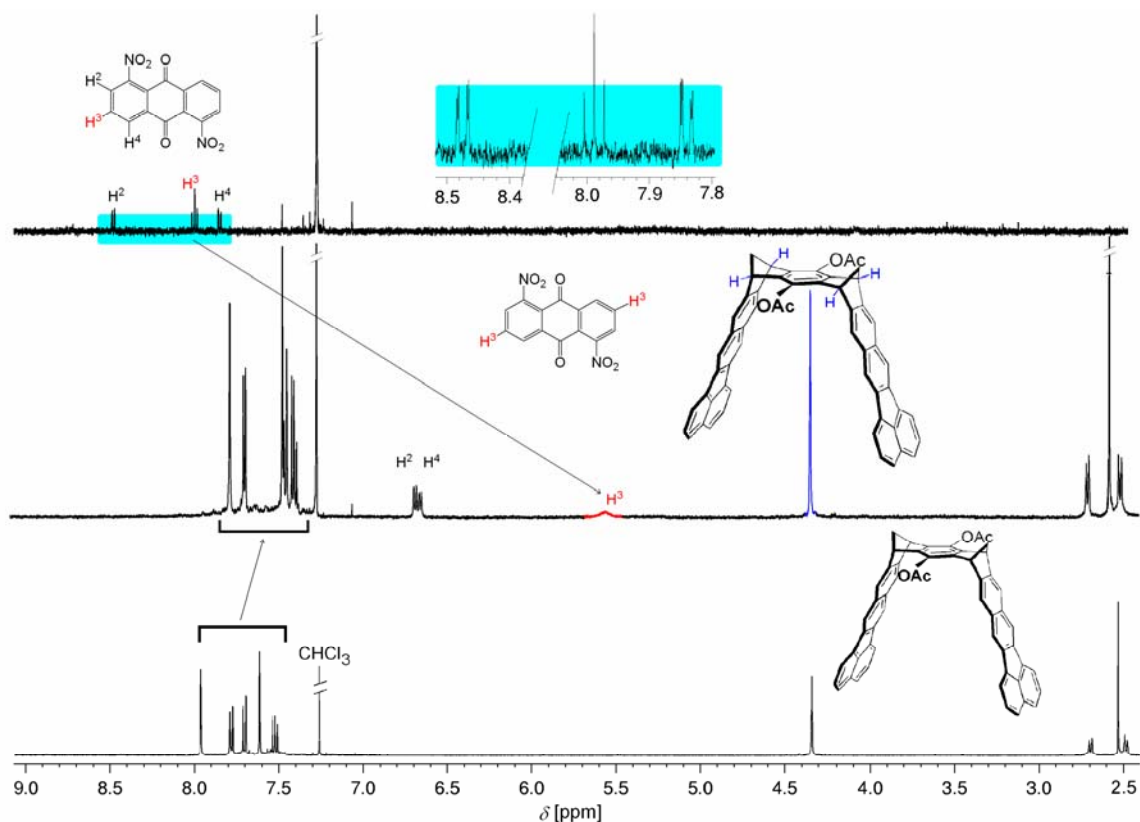 NO₂
O
H²
H³
H⁴
O
NO₂
8.5
8.4
8.0
7.9
7.8
H²
H³
H⁴
NO₂
O
H³
H³
O
NO₂
H
OAc
H
H
H
OAc
H²
H⁴
H³
OAc
OAc
CHCl₃
9.0
8.5
8.0
7.5
7.0
6.5
6.0
5.5
5.0
4.5
4.0
3.5
3.0
2.5
δ [ppm]